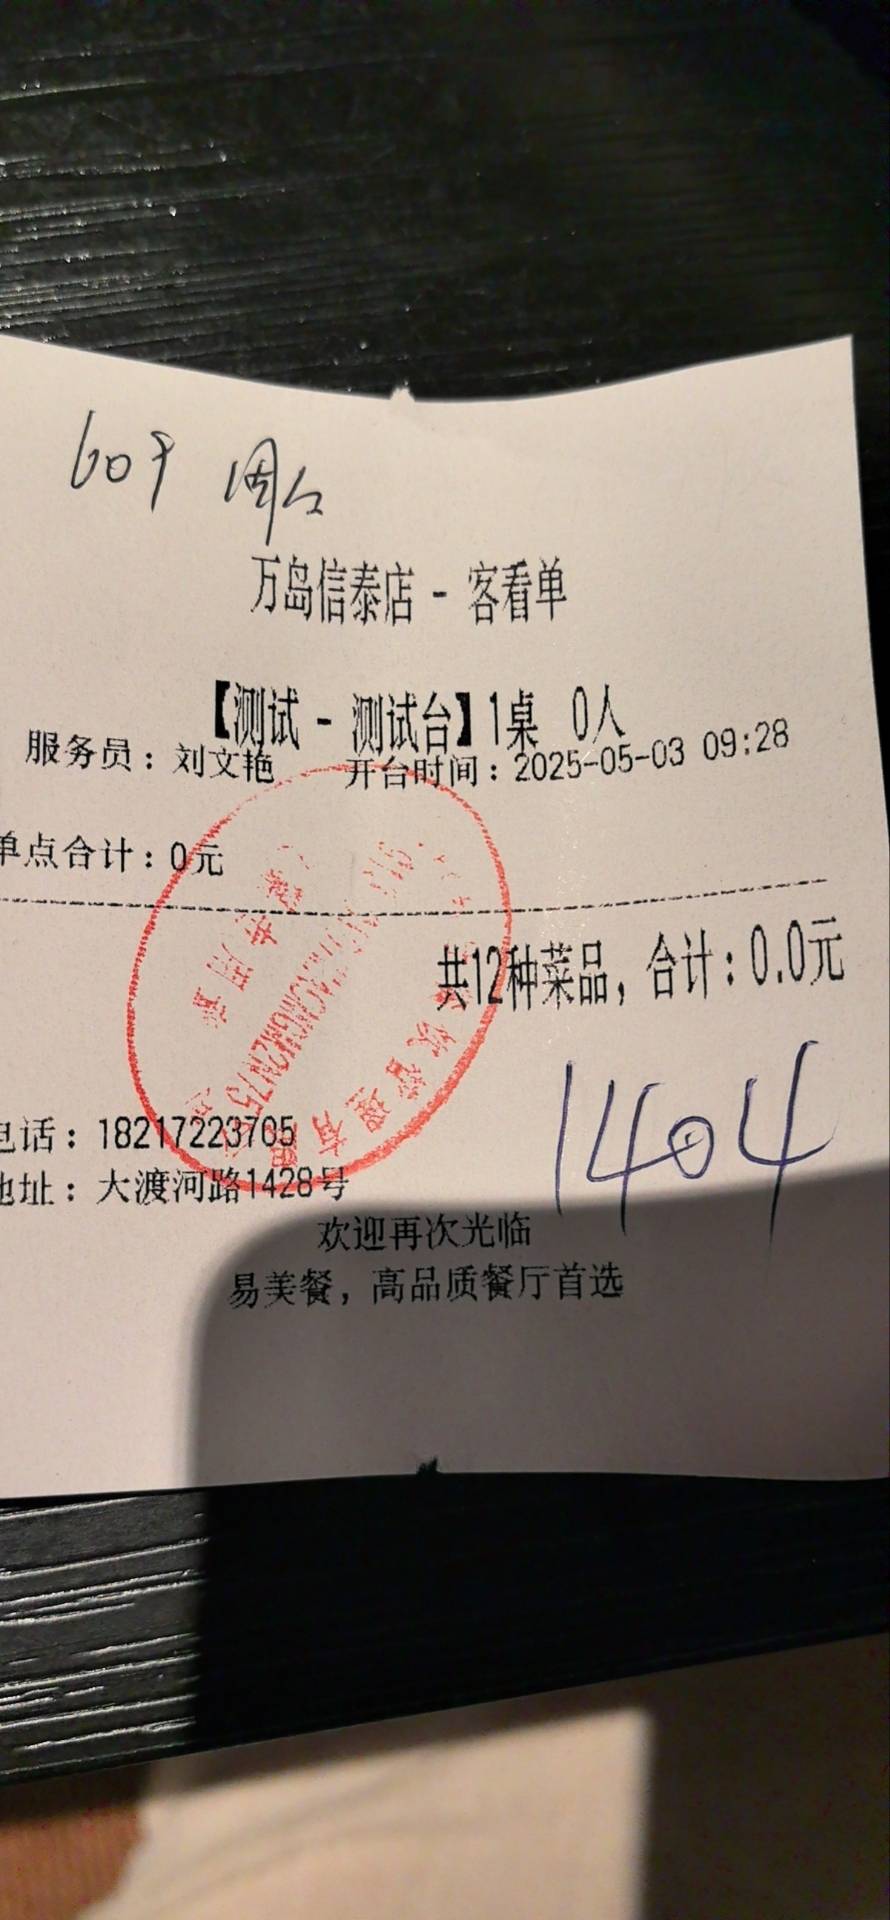 609 周
万岛信泰店 - 客看单
【测试 - 测试台】1桌 0人
服务员：刘文艳 开台时间：2025-05-03 09:28
单点合计：0元
共12种菜品，合计：0.0元
1404
电话：18217223705
地址：大渡河路1428号
欢迎再次光临
易美餐，高品质餐厅首选